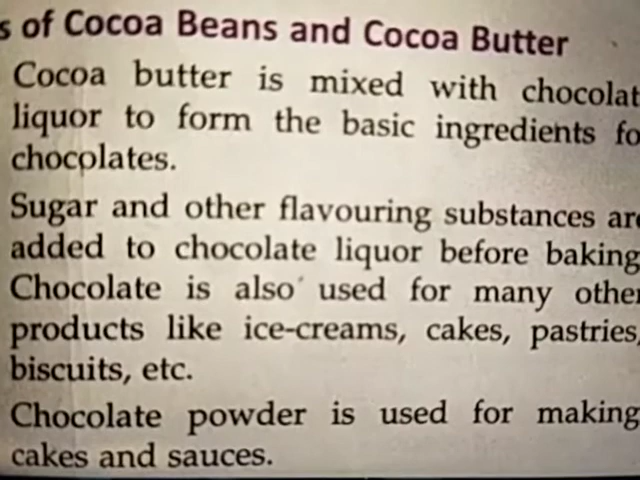 s of Cocoa Beans and Cocoa Butter
Cocoa butter is mixed with chocolat
liquor to form the basic ingredients fo
chocolates.
Sugar and other flavouring substances are
added to chocolate liquor before baking
Chocolate is also used for many other
products like ice-creams, cakes, pastries,
biscuits, etc.
Chocolate powder is used for making
cakes and sauces.